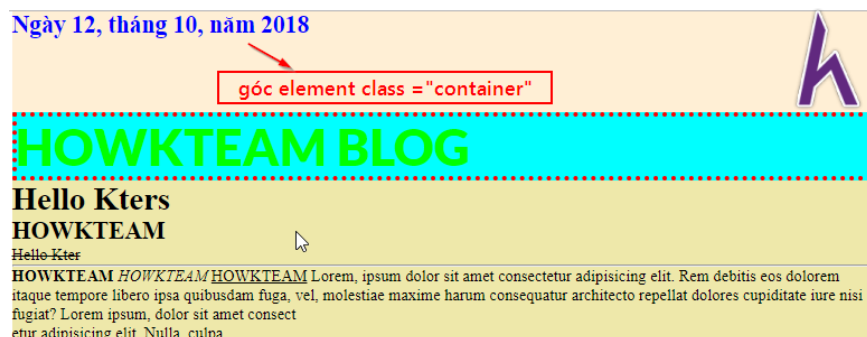 Ngày 12, tháng 10, năm 2018
góc element class ="container"
HOWKTEAM BLOG
Hello Kters
HOWKTEAM
Hello Kter
HOWKTEAM HOWKTEAM HOWKTEAM Lorem, ipsum dolor sit amet consectetur adipisicing elit. Rem debitis eos dolorem
itaque tempore libero ipsa quibusdam fuga, vel, molestiae maxime harum consequatur architecto repellat dolores cupiditate iure nisi
fugiat? Lorem ipsum, dolor sit amet consect
etur adipisicing elit. Nulla, culpa